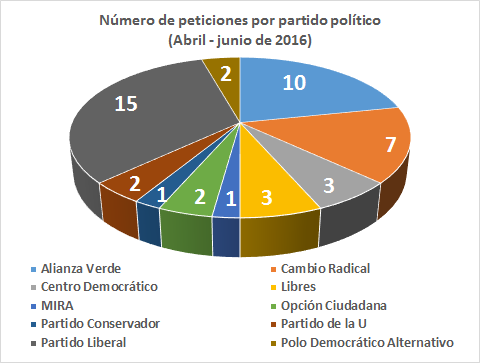 Número de peticiones por partido político
(Abril - junio de 2016)
2
10
15
7
3
2
1
2
1
3
Alianza Verde
Cambio Radical
Centro Democrático
Libres
MIRA
Opción Ciudadana
Partido Conservador
Partido de la U
Partido Liberal
Polo Democrático Alternativo